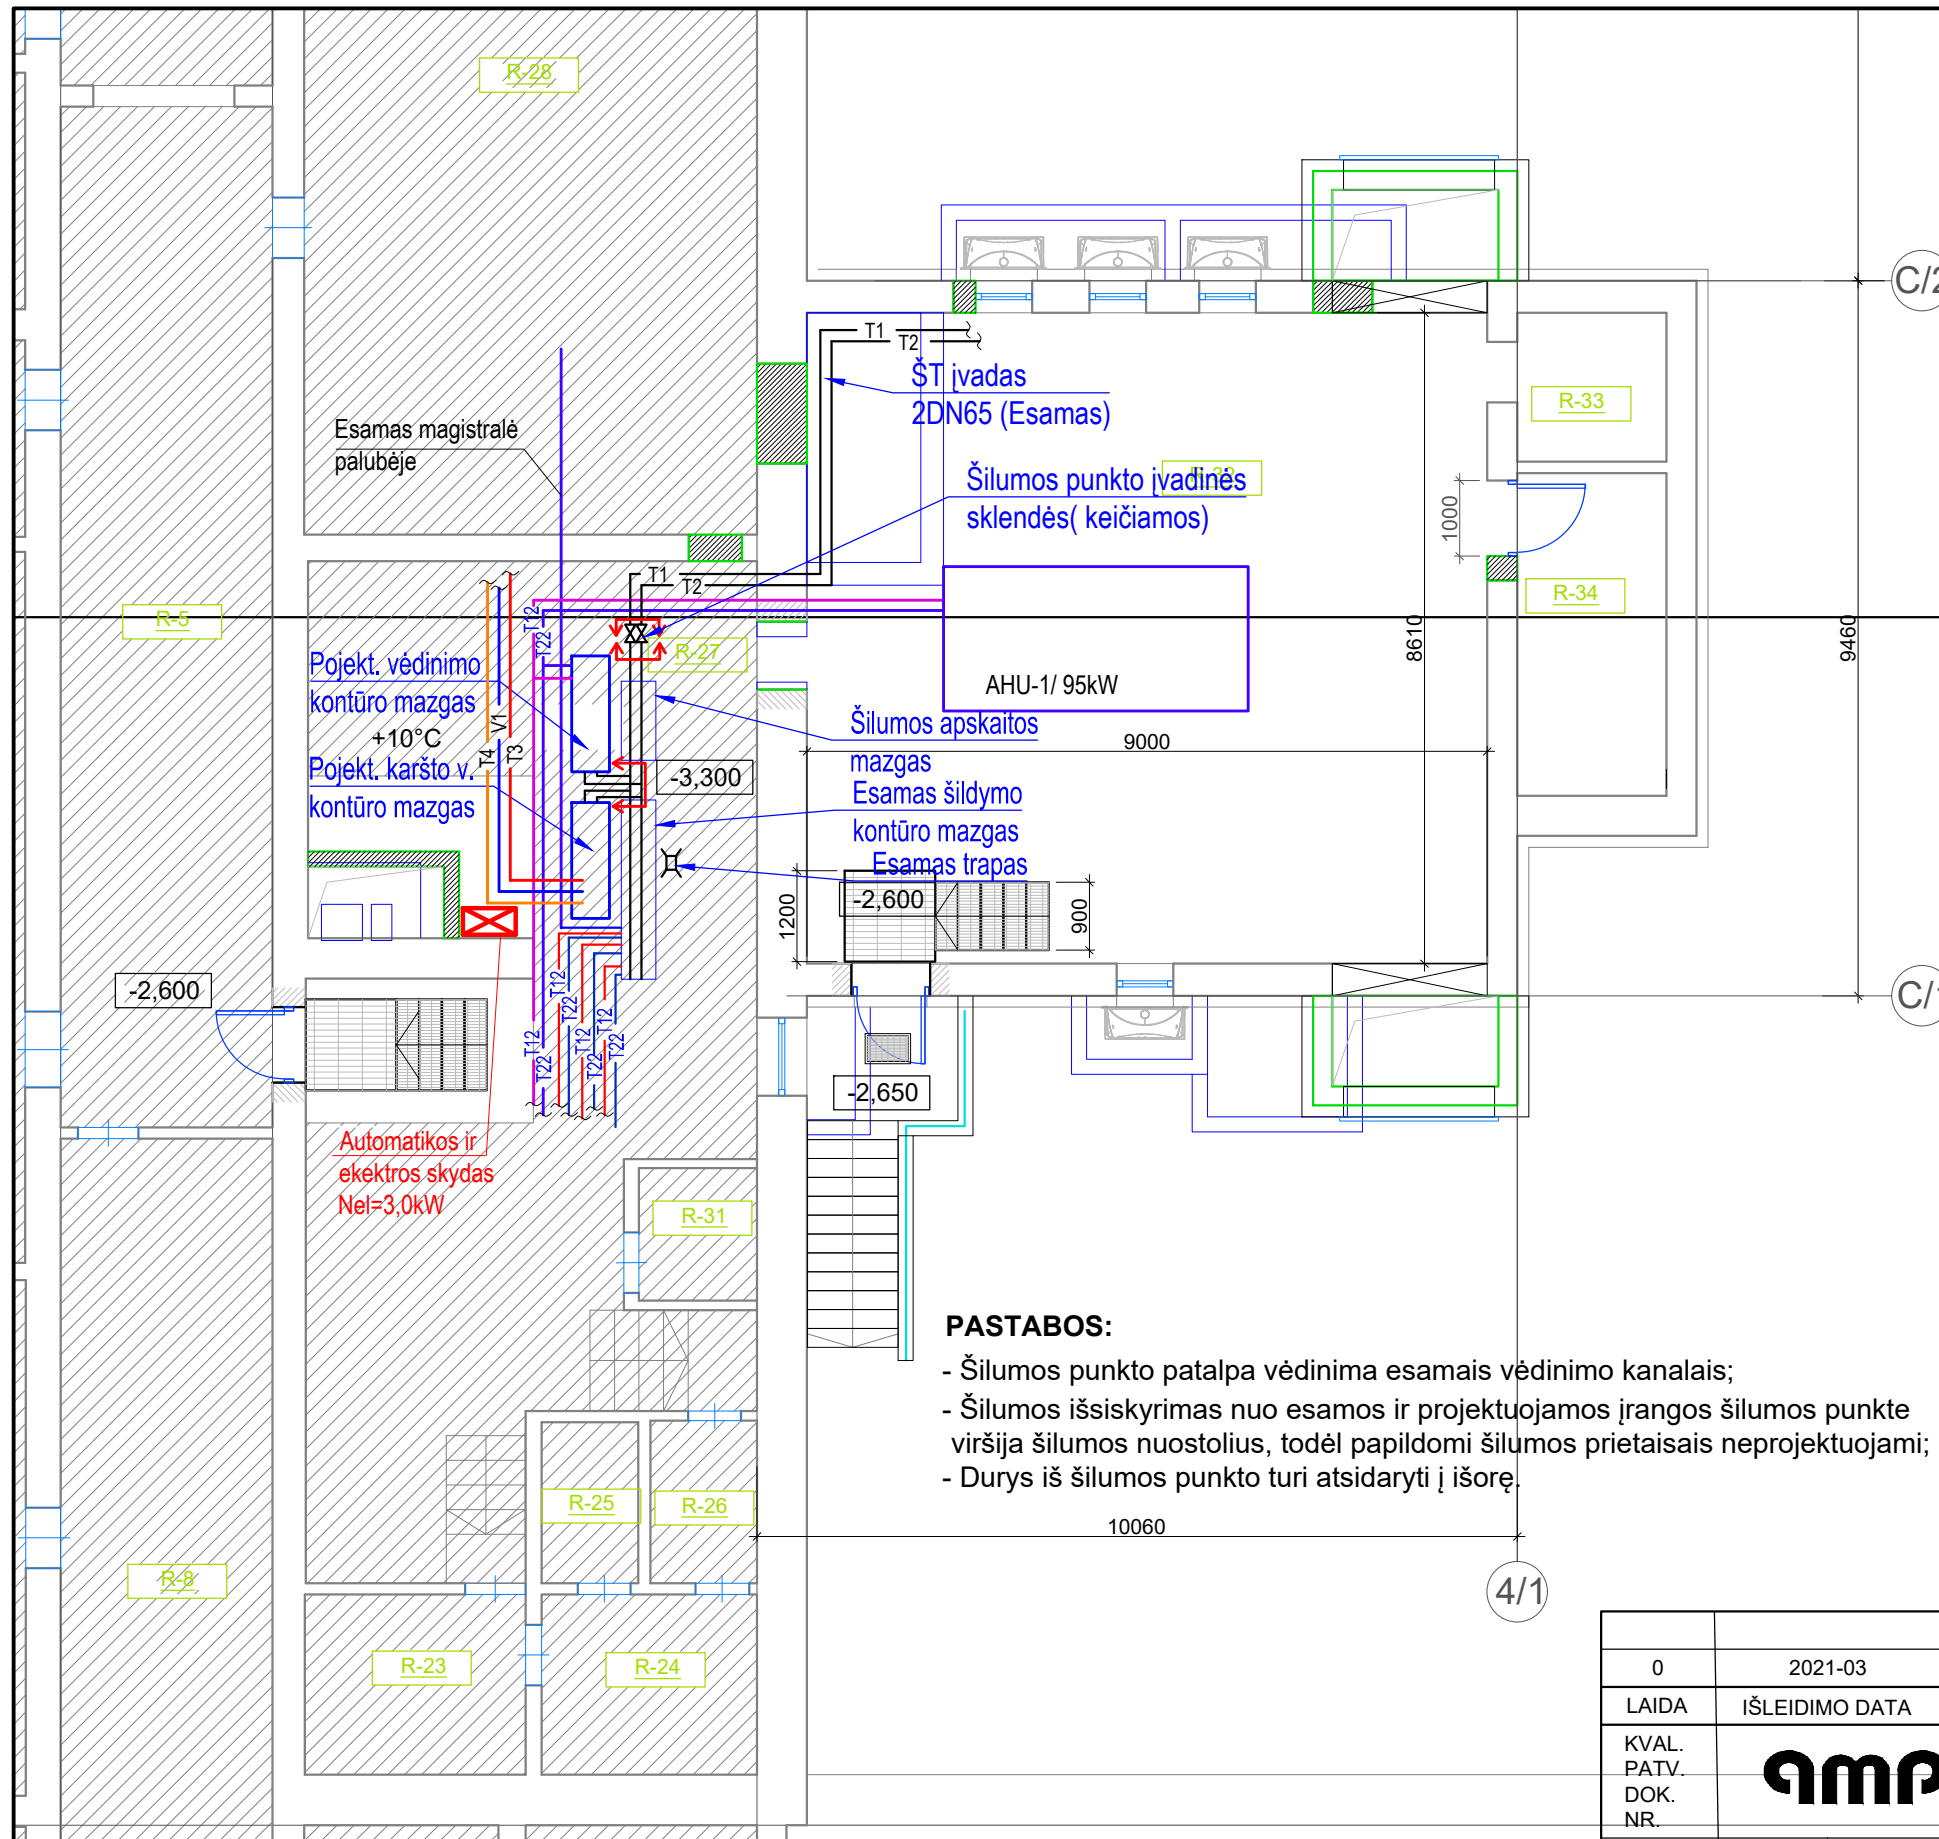 R-28
C/2
T1
T2
ŠT įvadas
2DN65 (Esamas)
R-33
Esamas magistralė
palubėje
R-32
Šilumos punkto įvadinės
sklendės( keičiamos)
1000
T1
T2
R-34
R-5
T12
T22
R-27
8610
9460
Pojekt. vėdinimo
kontūro mazgas
+10°C
AHU-1/ 95kW
V1
T4
T3
Šilumos apskaitos
mazgas
9000
Pojekt. karšto v.
kontūro mazgas
-3,300
Esamas šildymo
kontūro mazgas
Esamas trapas
1200
-2,600
900
-2,600
C/1
T12
T22
T12
T22
T12
T22
T12
T22
-2,650
Automatikos ir
ekektros skydas
Nel=3,0kW
R-31
PASTABOS:
- Šilumos punkto patalpa vėdinima esamais vėdinimo kanalais;
- Šilumos išsiskyrimas nuo esamos ir projektuojamos įrangos šilumos punkte
viršija šilumos nuostolius, todėl papildomi šilumos prietaisais neprojektuojami;
- Durys iš šilumos punkto turi atsidaryti į išorę.
R-25
R-26
10060
R-8
4/1
R-23
R-24
0
2021-03
LAIDA
IŠLEIDIMO DATA
KVAL.
PATV.
DOK.
NR.
amp